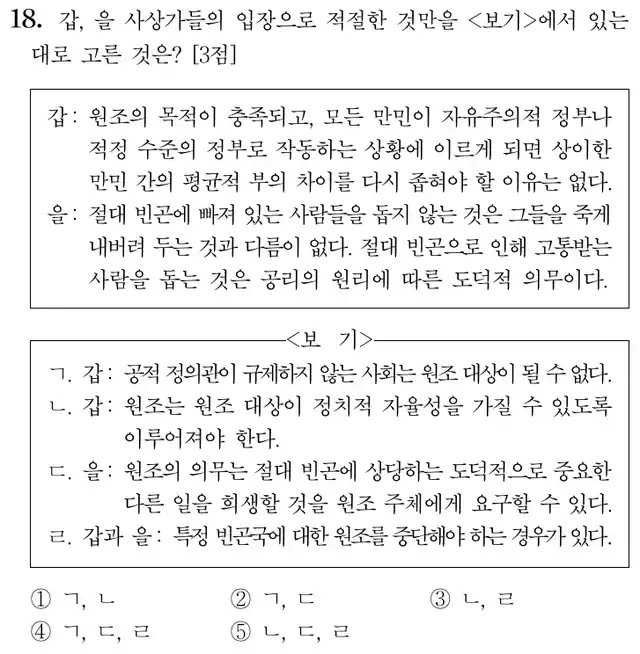 18. 갑, 을 사상가들의 입장으로 적절한 것만을 <보기>에서 있는
대로 고른 것은? [3점]
갑: 원조의 목적이 충족되고, 모든 만민이 자유주의적 정부나
적정 수준의 정부로 작동하는 상황에 이르게 되면 상이한
만민 간의 평균적 부의 차이를 다시 좁혀야 할 이유는 없다.
을: 절대 빈곤에 빠져 있는 사람들을 돕지 않는 것은 그들을 죽게
내버려 두는 것과 다름이 없다. 절대 빈곤으로 인해 고통받는
사람을 돕는 것은 공리의 원리에 따른 도덕적 의무이다.
<보 기>
ㄱ. 갑: 공적 정의관이 규제하지 않는 사회는 원조 대상이 될 수 없다.
ㄴ. 갑: 원조는 원조 대상이 정치적 자율성을 가질 수 있도록
이루어져야 한다.
ㄷ. 을: 원조의 의무는 절대 빈곤에 상당하는 도덕적으로 중요한
다른 일을 희생할 것을 원조 주체에게 요구할 수 있다.
ㄹ. 갑과 을: 특정 빈곤국에 대한 원조를 중단해야 하는 경우가 있다.
① ㄱ, ㄴ ② ㄱ, ㄷ ③ ㄴ, ㄹ
④ ㄱ, ㄷ, ㄹ ⑤ ㄴ, ㄷ, ㄹ